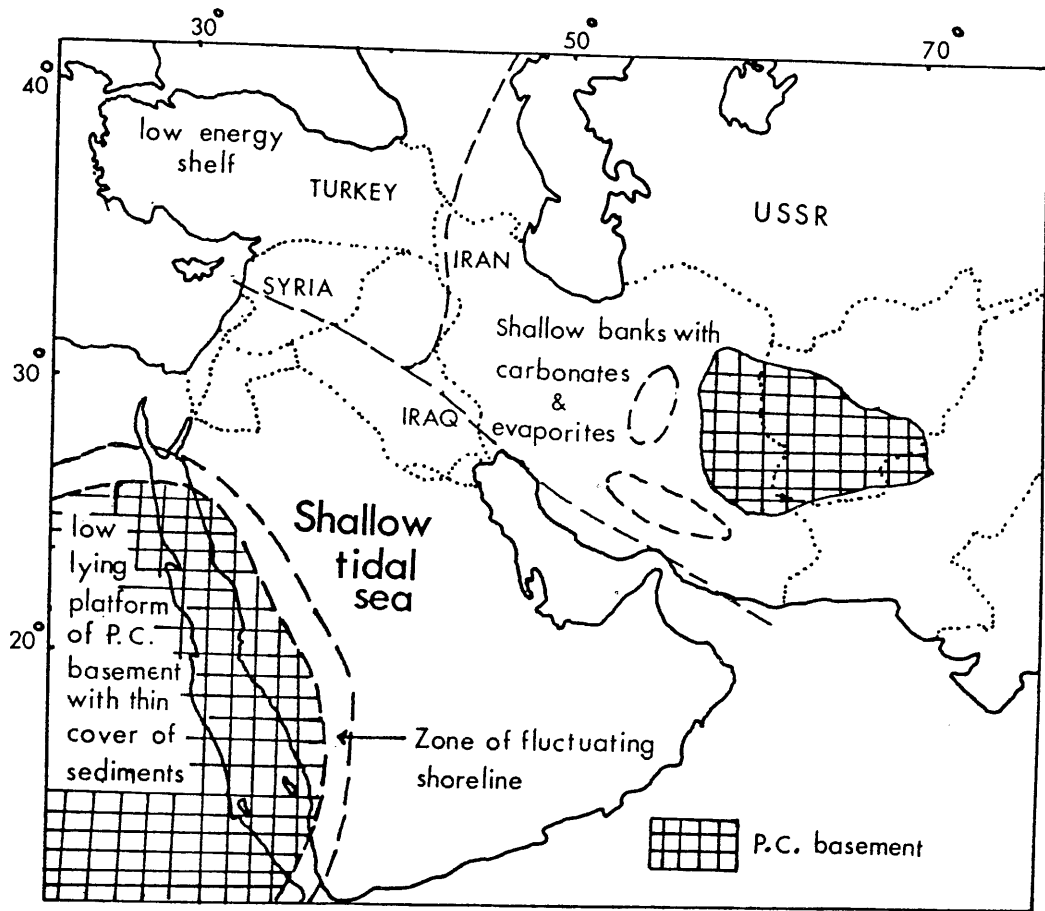 30°
50°
70°
40°
low energy
shelf
TURKEY
USSR
IRAN
SYRIA
Shallow banks with
carbonates
&
evaporites
30°
IRAQ
Shallow
tidal
sea
low
lying
platform
of P.C.
basement
with thin
cover of
sediments
20°
Zone of fluctuating
shoreline
P.C. basement